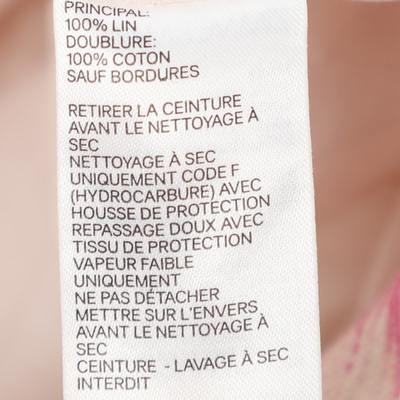 PRINCIPAL:
100% LIN
DOUBLURE:
100% COTON
SAUF BORDURES
RETIRER LA CEINTURE
AVANT LE NETTOYAGE À
SEC
NETTOYAGE À SEC
UNIQUEMENT CODE F
(HYDROCARBURE) AVEC
HOUSSE DE PROTECTION
REPASSAGE DOUX AVEC
TISSU DE PROTECTION
VAPEUR FAIBLE
UNIQUEMENT
NE PAS DÉTACHER
METTRE SUR L'ENVERS
AVANT LE NETTOYAGE À
SEC
CEINTURE - LAVAGE À SEC
INTERDIT